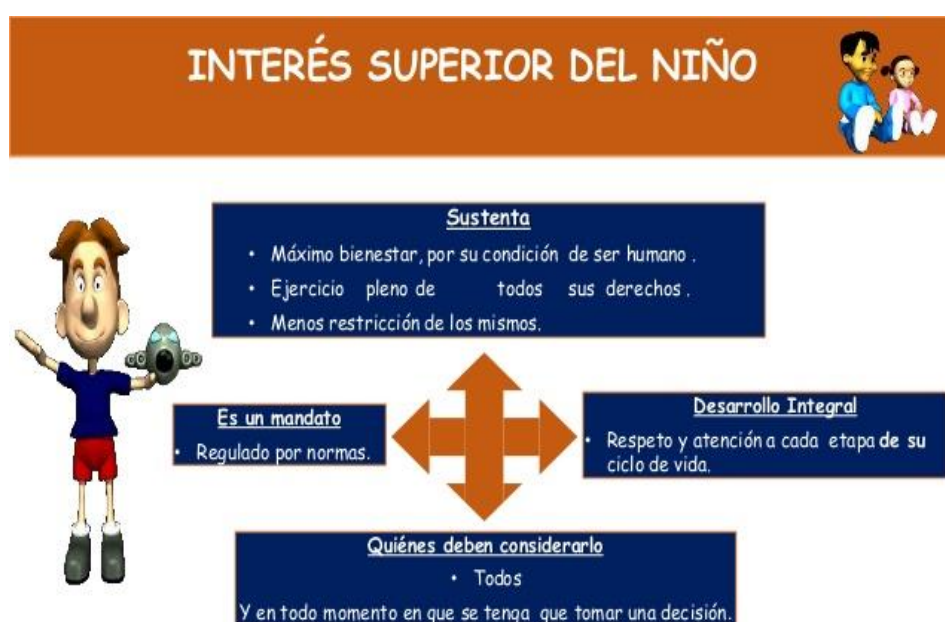 INTERÉS SUPERIOR DEL NIÑO
Sustenta
• Máximo bienestar, por su condición de ser humano .
• Ejercicio pleno de todos sus derechos .
• Menos restricción de los mismos.
Es un mandato
• Regulado por normas.
Desarrollo Integral
• Respeto y atención a cada etapa de su
ciclo de vida.
Quiénes deben considerarlo
• Todos
Y en todo momento en que se tenga que tomar una decisión.